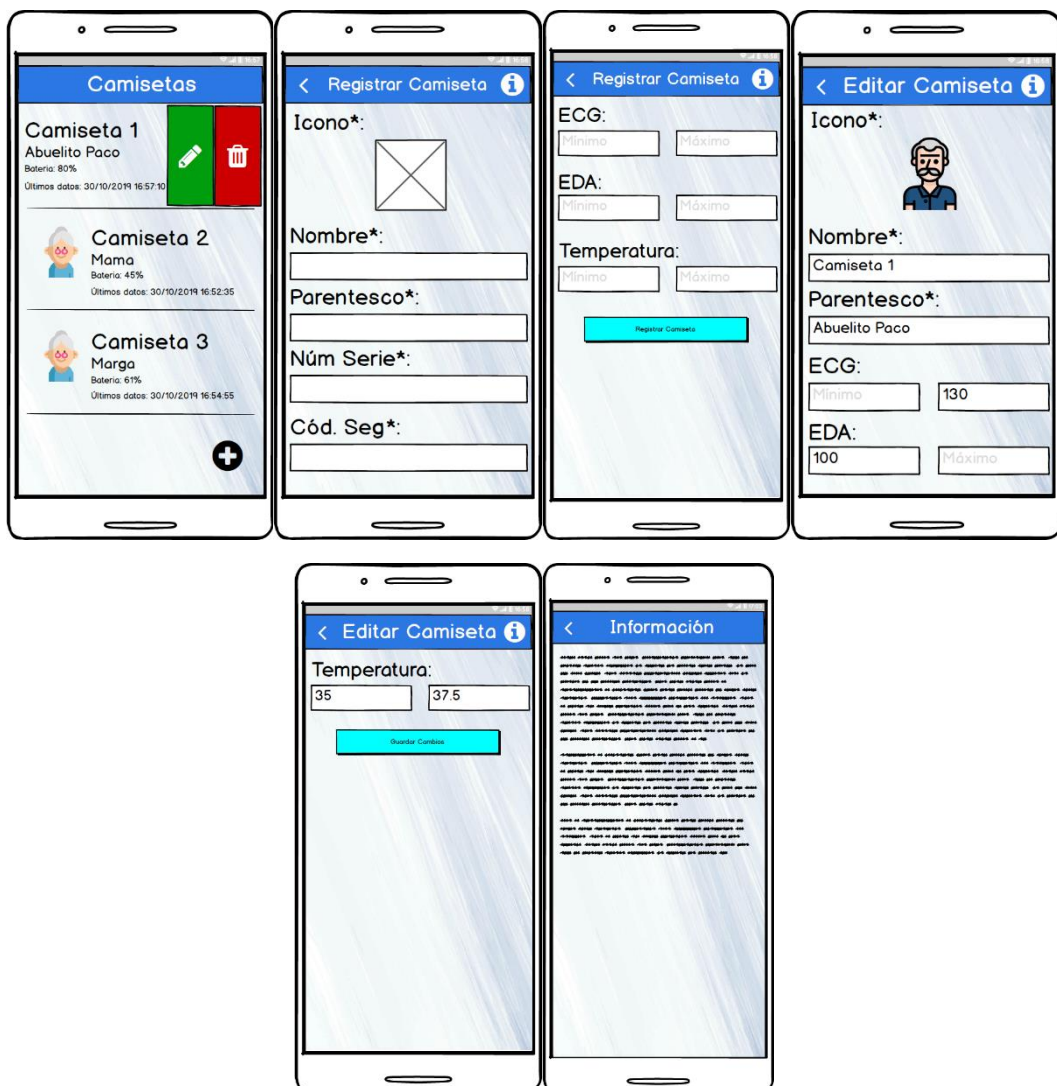 Camisetas
Camiseta 1
Abuelito Paco
Bateria: 80%
Últimos datos: 30/10/2019 16:57:10
Camiseta 2
Mama
Bateria: 45%
Últimos datos: 30/10/2019 16:52:35
Camiseta 3
Marga
Bateria: 61%
Últimos datos: 30/10/2019 16:54:55
Registrar Camiseta
Icono*:
Nombre*:
Parentesco*:
Núm Serie*:
Cód. Seg*:
Registrar Camiseta
ECG:
Mínimo Máximo
EDA:
Mínimo Máximo
Temperatura:
Mínimo Máximo
Registrar Camiseta
Editar Camiseta
Icono*:
Nombre*:
Camiseta 1
Parentesco*:
Abuelito Paco
ECG:
Mínimo 130
EDA:
100 Máximo
Editar Camiseta
Temperatura:
35 37.5
Guardar Cambios
Información